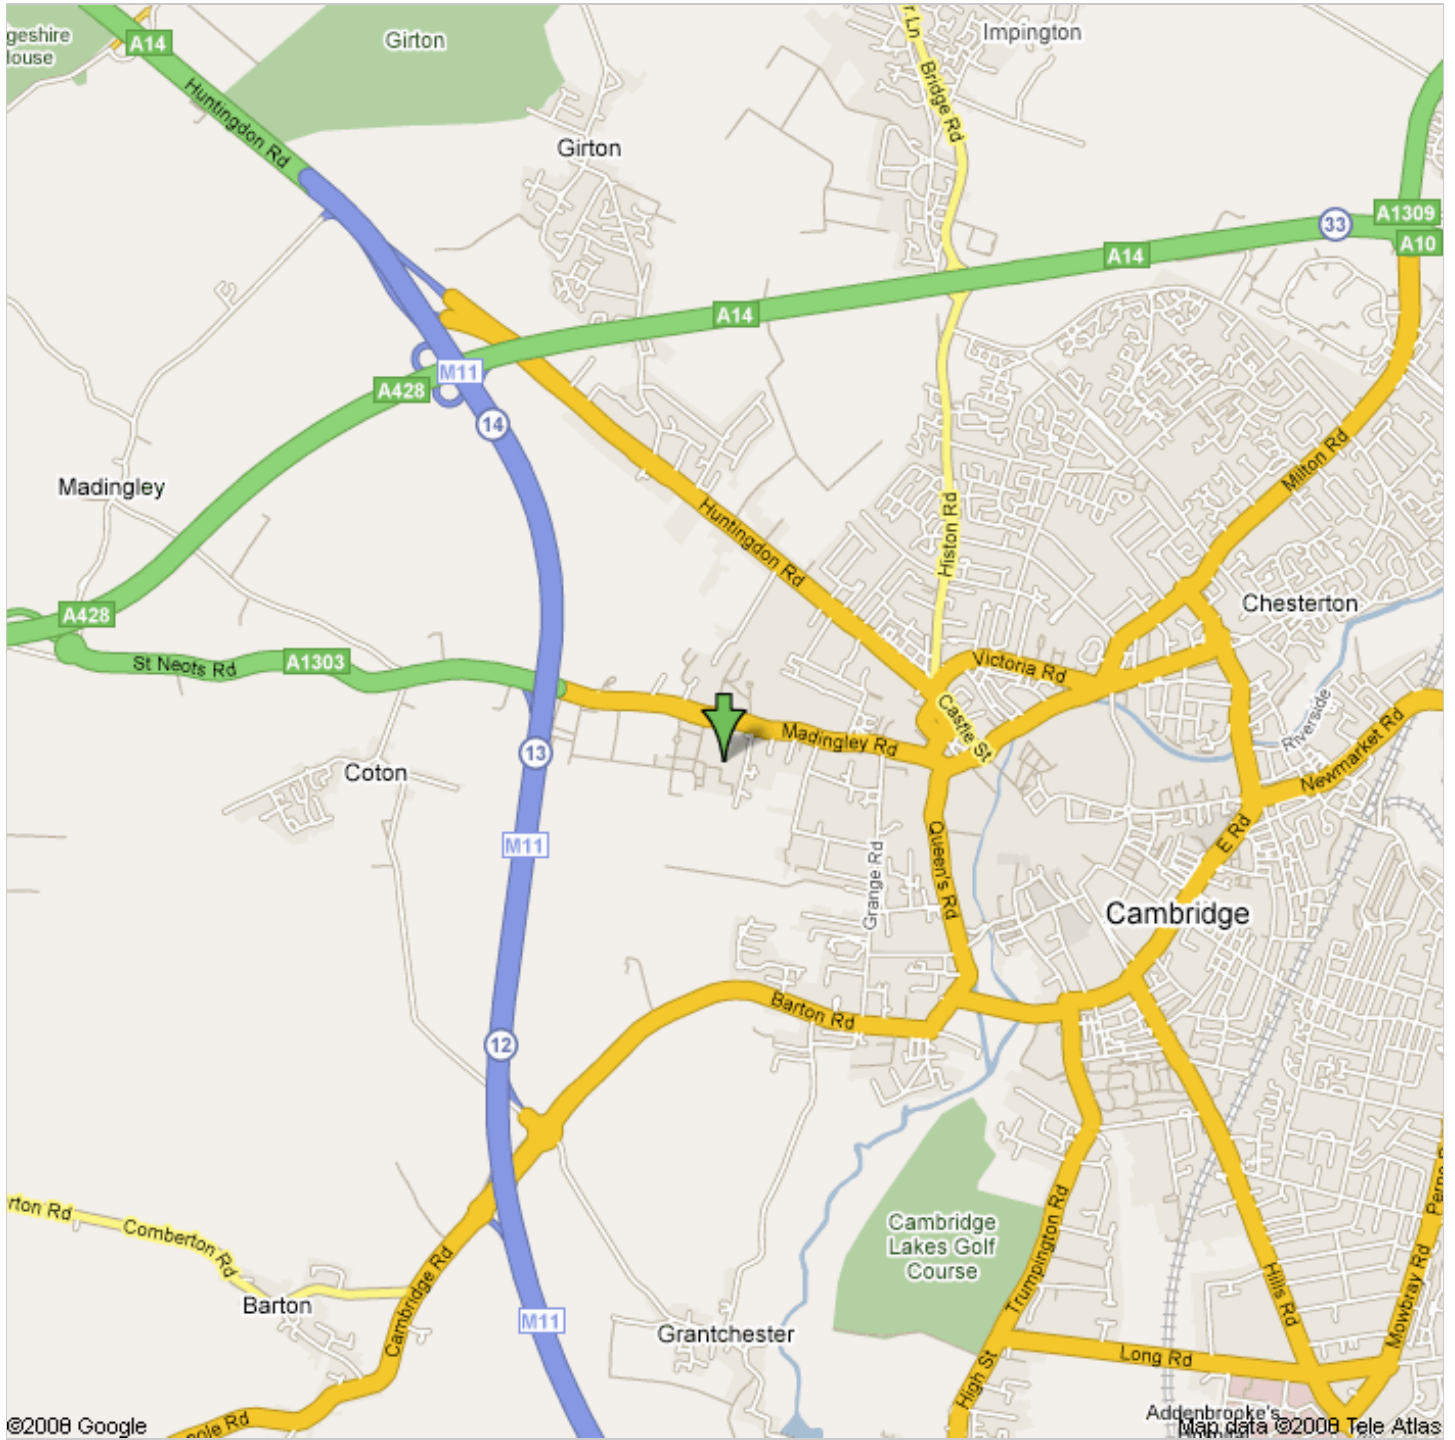 geshire
Girton
Impington
A14
Huntingdon Rd
Bridge Rd
Girton
33
A1309
A10
A14
A14
M11
A428
14
Madingley
Milton Rd
Huntingdon Rd
Histon Rd
Chesterton
A428
St Neots Rd
A1303
Victoria Rd
Castle St
Riverside
Madingley Rd
Newmarket Rd
13
Coton
M11
E Rd
Queen's Rd
Grange Rd
Cambridge
Barton Rd
12
rton Rd
Comberton Rd
Cambridge
Lakes Golf
Course
Trumpington Rd
Hills Rd
Mowbray Rd
Barton
Cambridge Rd
M11
Grantchester
Long Rd
High St
Addenbrooke's
©2008 Google
Map data ©2008 Tele Atlas